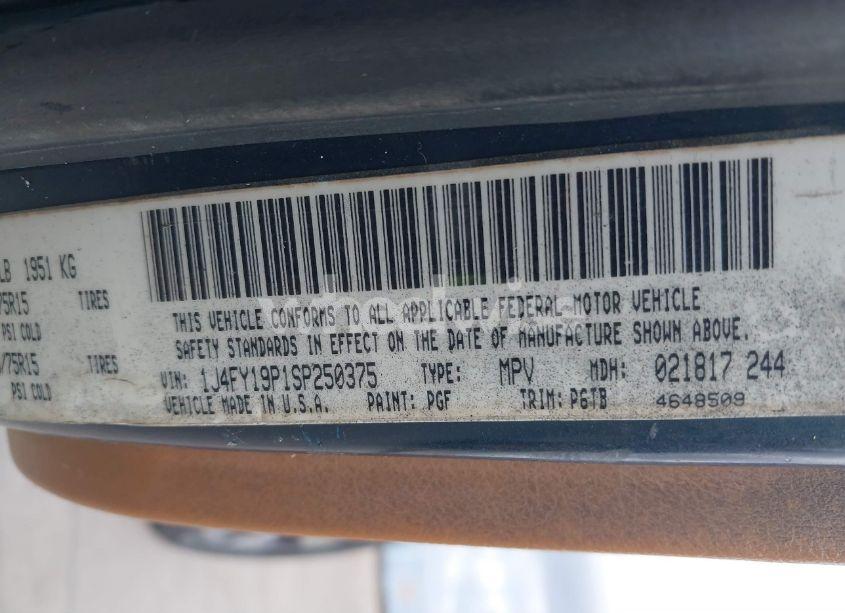 LB 1951 KG
75R15 TIRES
PSI COLD
/75R15 TIRES
PSI COLD
THIS VEHICLE CONFORMS TO ALL APPLICABLE FEDERAL MOTOR VEHICLE
SAFETY STANDARDS IN EFFECT ON THE DATE OF MANUFACTURE SHOWN ABOVE.
VIN: 1J4FY19P1SP250375 TYPE: MPV MDH: 021817 244
VEHICLE MADE IN U.S.A. PAINT: PGF TRIM: P6TB 4648509